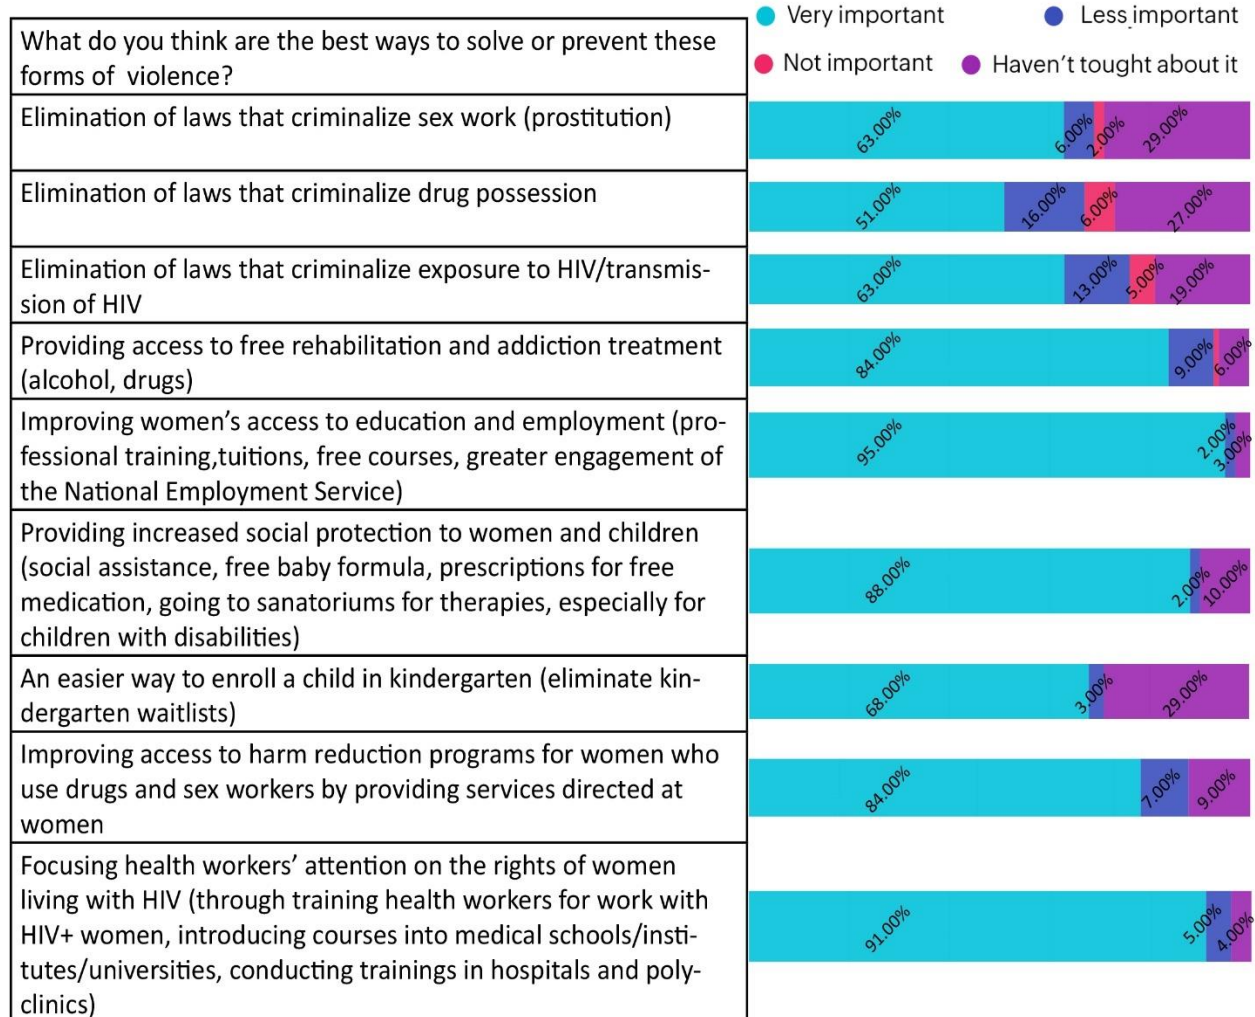 Very important
Less important
Not important
Haven't tought about it
What do you think are the best ways to solve or prevent these
forms of violence?
Elimination of laws that criminalize sex work (prostitution)
63.00%
6.00%
2.00%
29.00%
Elimination of laws that criminalize drug possession
51.00%
16.00%
6.00%
27.00%
Elimination of laws that criminalize exposure to HIV/transmis-
sion of HIV
63.00%
13.00%
5.00%
19.00%
Providing access to free rehabilitation and addiction treatment
(alcohol, drugs)
84.00%
9.00%
6.00%
Improving women's access to education and employment (pro-
fessional training,tuitions, free courses, greater engagement of
the National Employment Service)
95.00%
2.00%
3.00%
Providing increased social protection to women and children
(social assistance, free baby formula, prescriptions for free
medication, going to sanatoriums for therapies, especially for
children with disabilities)
88.00%
2.00%
10.00%
An easier way to enroll a child in kindergarten (eliminate kin-
dergarten waitlists)
68.00%
3.00%
29.00%
Improving access to harm reduction programs for women who
use drugs and sex workers by providing services directed at
women
84.00%
7.00%
9.00%
Focusing health workers' attention on the rights of women
living with HIV (through training health workers for work with
HIV+ women, introducing courses into medical schools/insti-
tutes/universities, conducting trainings in hospitals and poly-
clinics)
91.00%
5.00%
4.00%